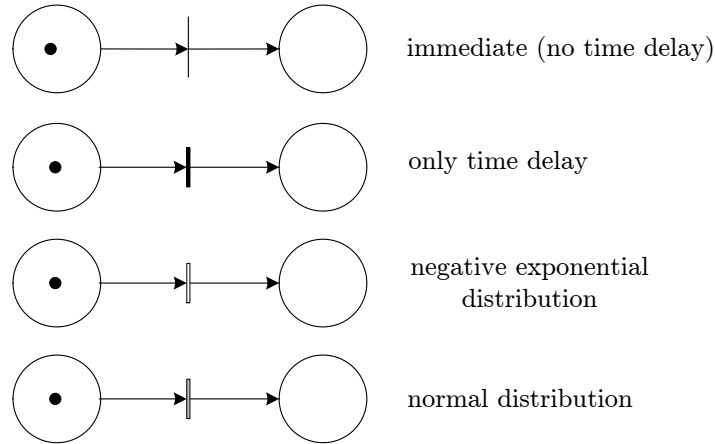 immediate (no time delay)
only time delay
negative exponential
distribution
normal distribution